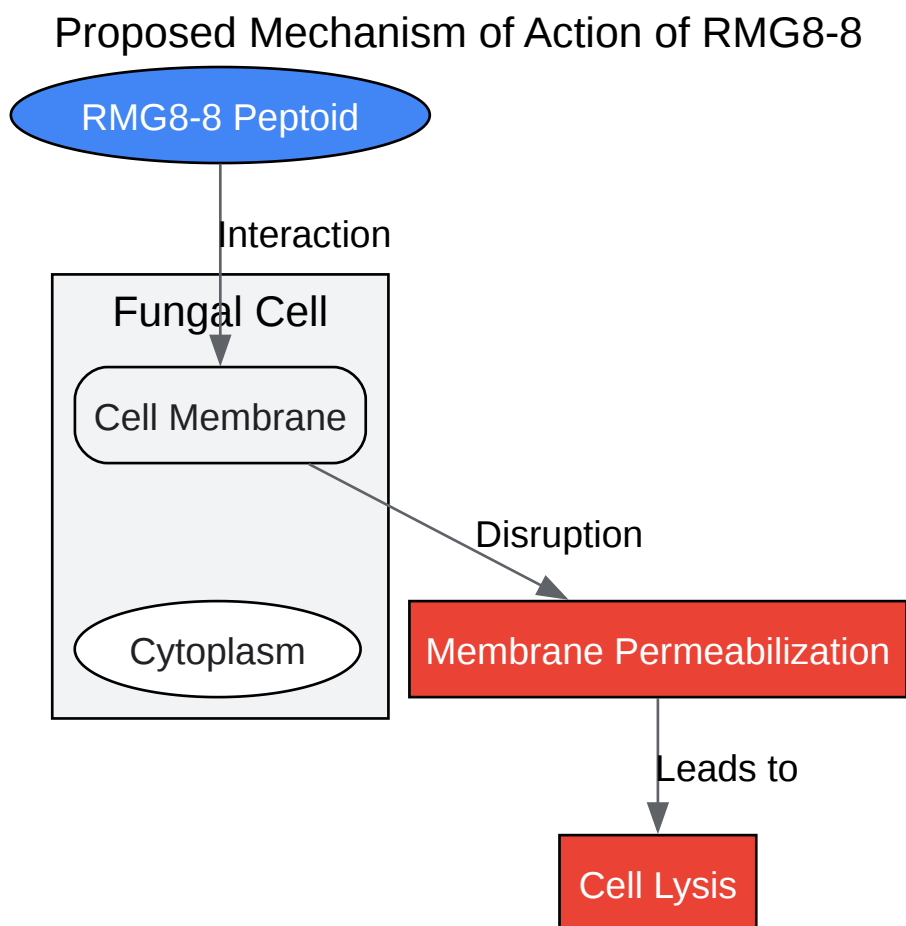 Proposed Mechanism of Action of RMG8-8
RMG8-8 Peptoid
Interaction
Fungal Cell
Cell Membrane
Disruption
Cytoplasm
Membrane Permeabilization
Leads to
Cell Lysis